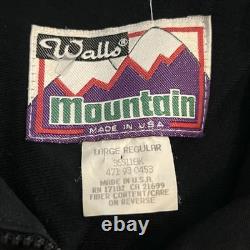 Walls®
Mountain
MADE IN USA
LARGE REGULAR
35511BK
471 93 0453
MADE IN U.S.A.
RN 17102 CA 21699
FIBER CONTENT/CARE
ON REVERSE